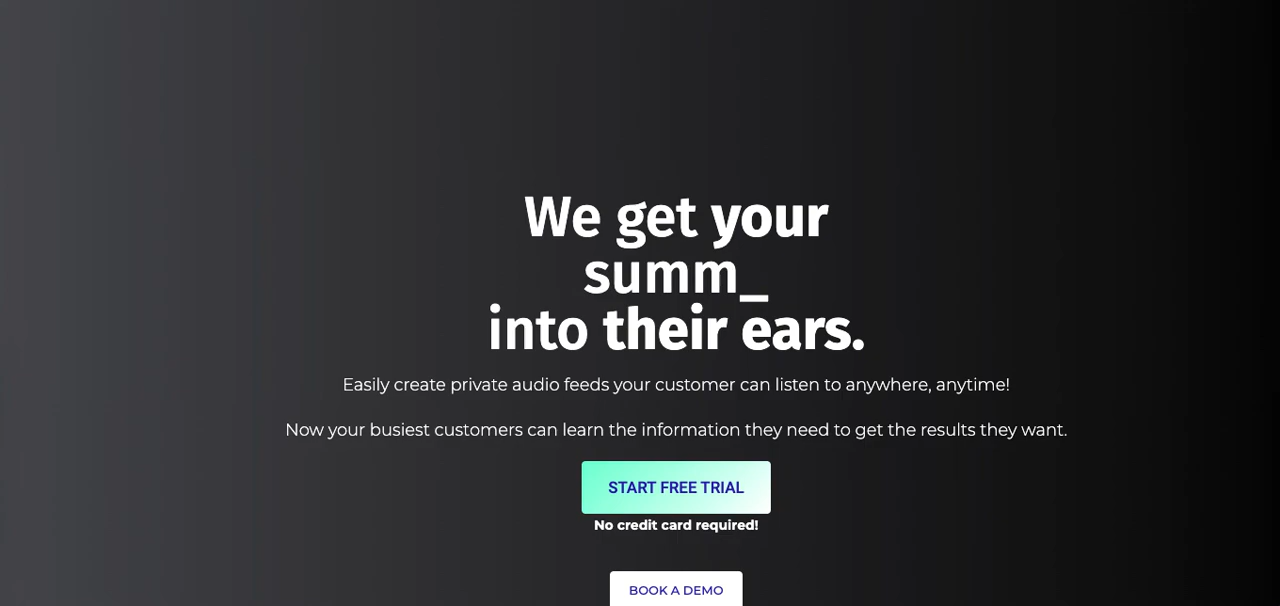 We get your
summ_
into their ears.
Easily create private audio feeds your customer can listen to anywhere, anytime!
Now your busiest customers can learn the information they need to get the results they want.
START FREE TRIAL
No credit card required!
BOOK A DEMO